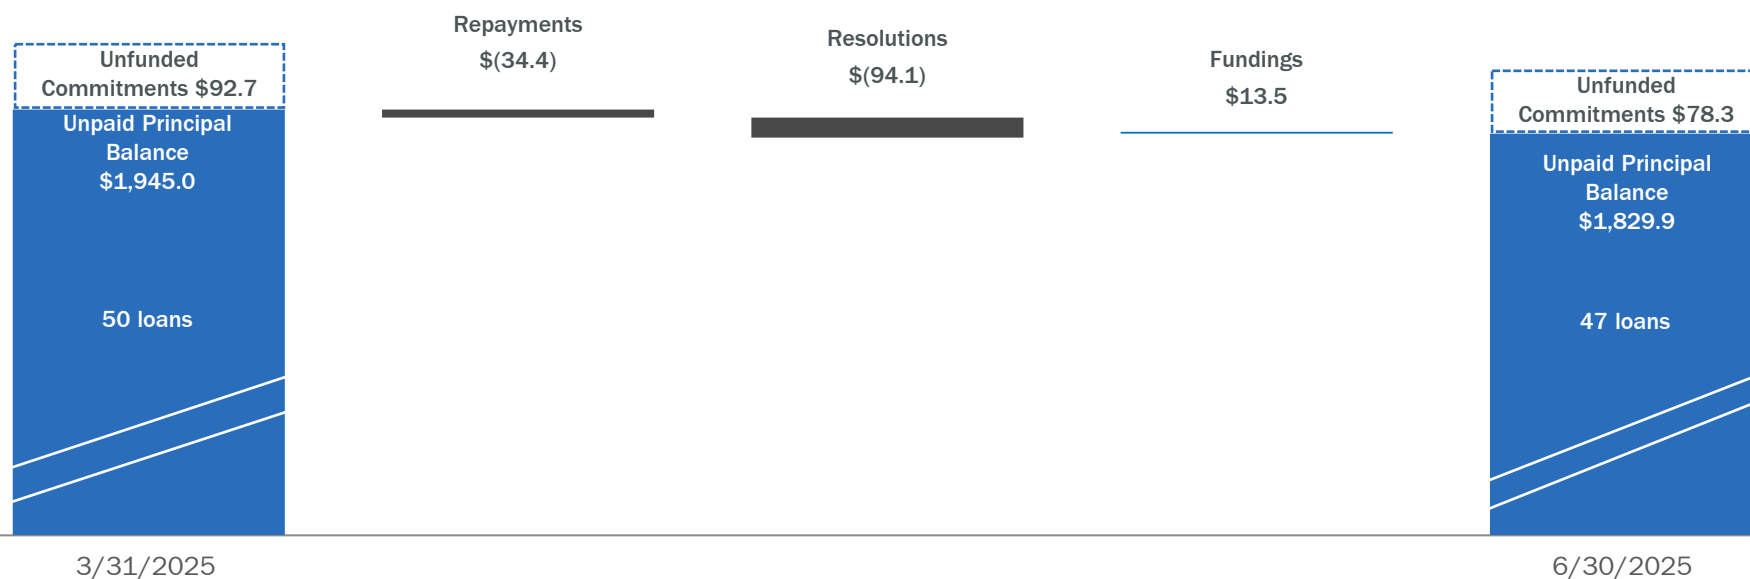 Unfunded
Commitments $92.7
Unpaid Principal
Balance
$1,945.0
50 loans
3/31/2025
Repayments
$(34.4)
Resolutions
$(94.1)
Fundings
$13.5
Unfunded
Commitments $78.3
Unpaid Principal
Balance
$1,829.9
47 loans
6/30/2025